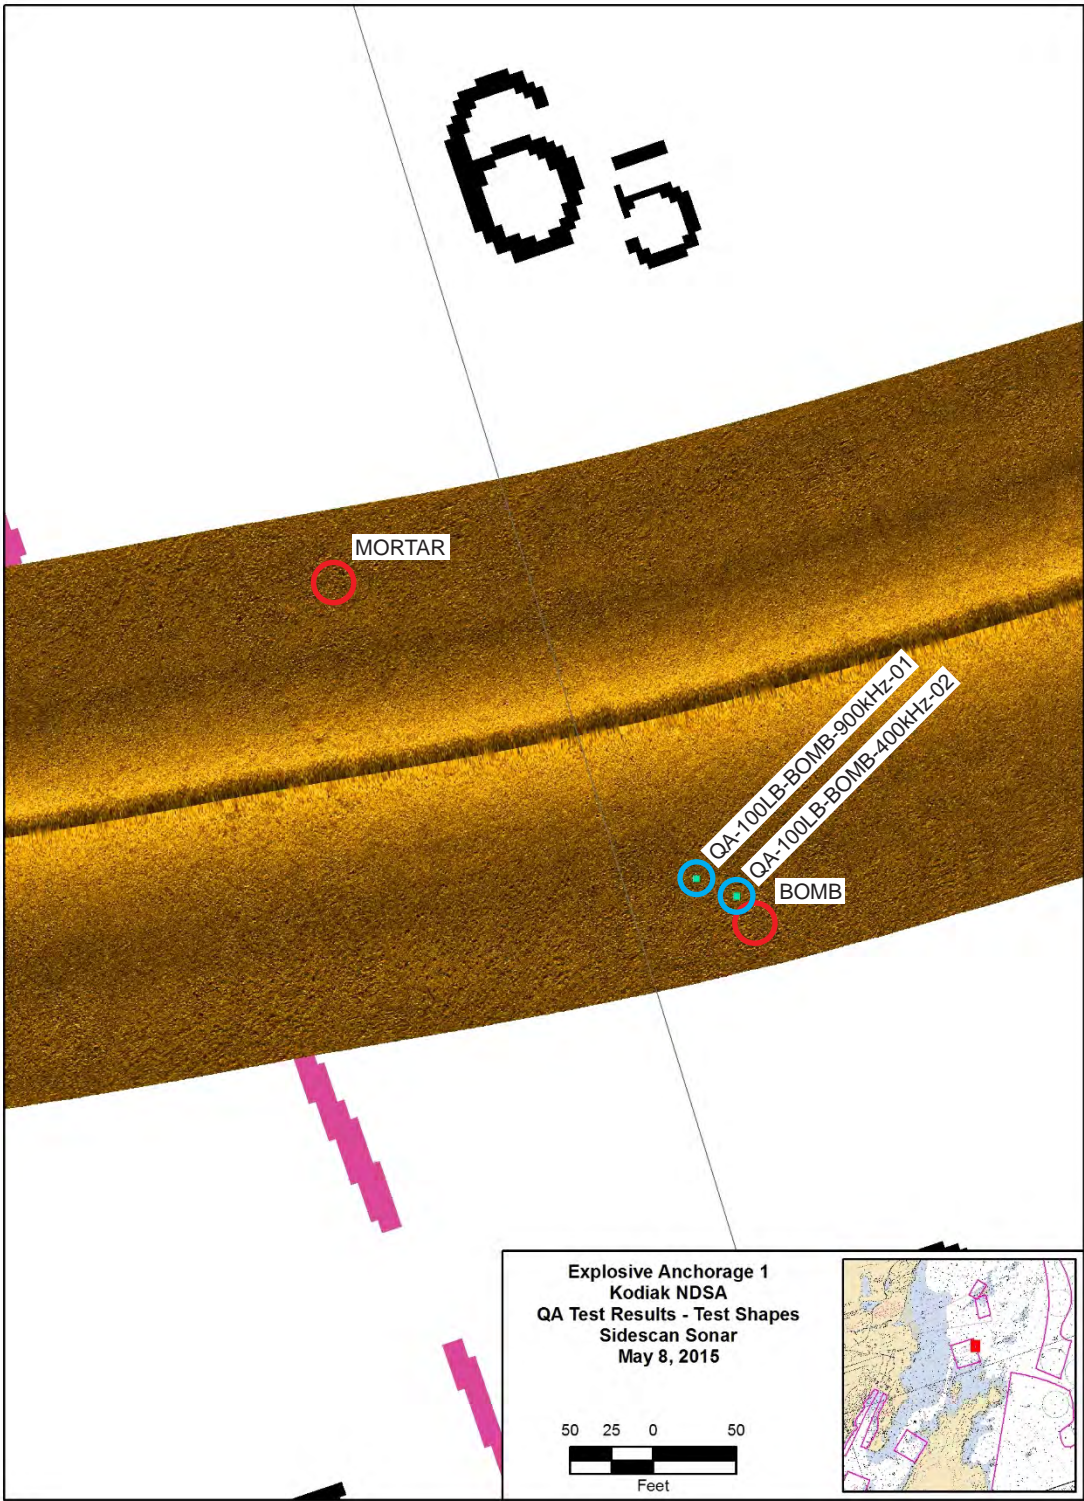 65
MORTAR
QA-100LB-BOMB-900kHz-01
QA-100LB-BOMB-400kHz-02
BOMB
Explosive Anchorage 1
Kodiak NDSA
QA Test Results - Test Shapes
Sidescan Sonar
May 8, 2015
50 25 0 50
Feet